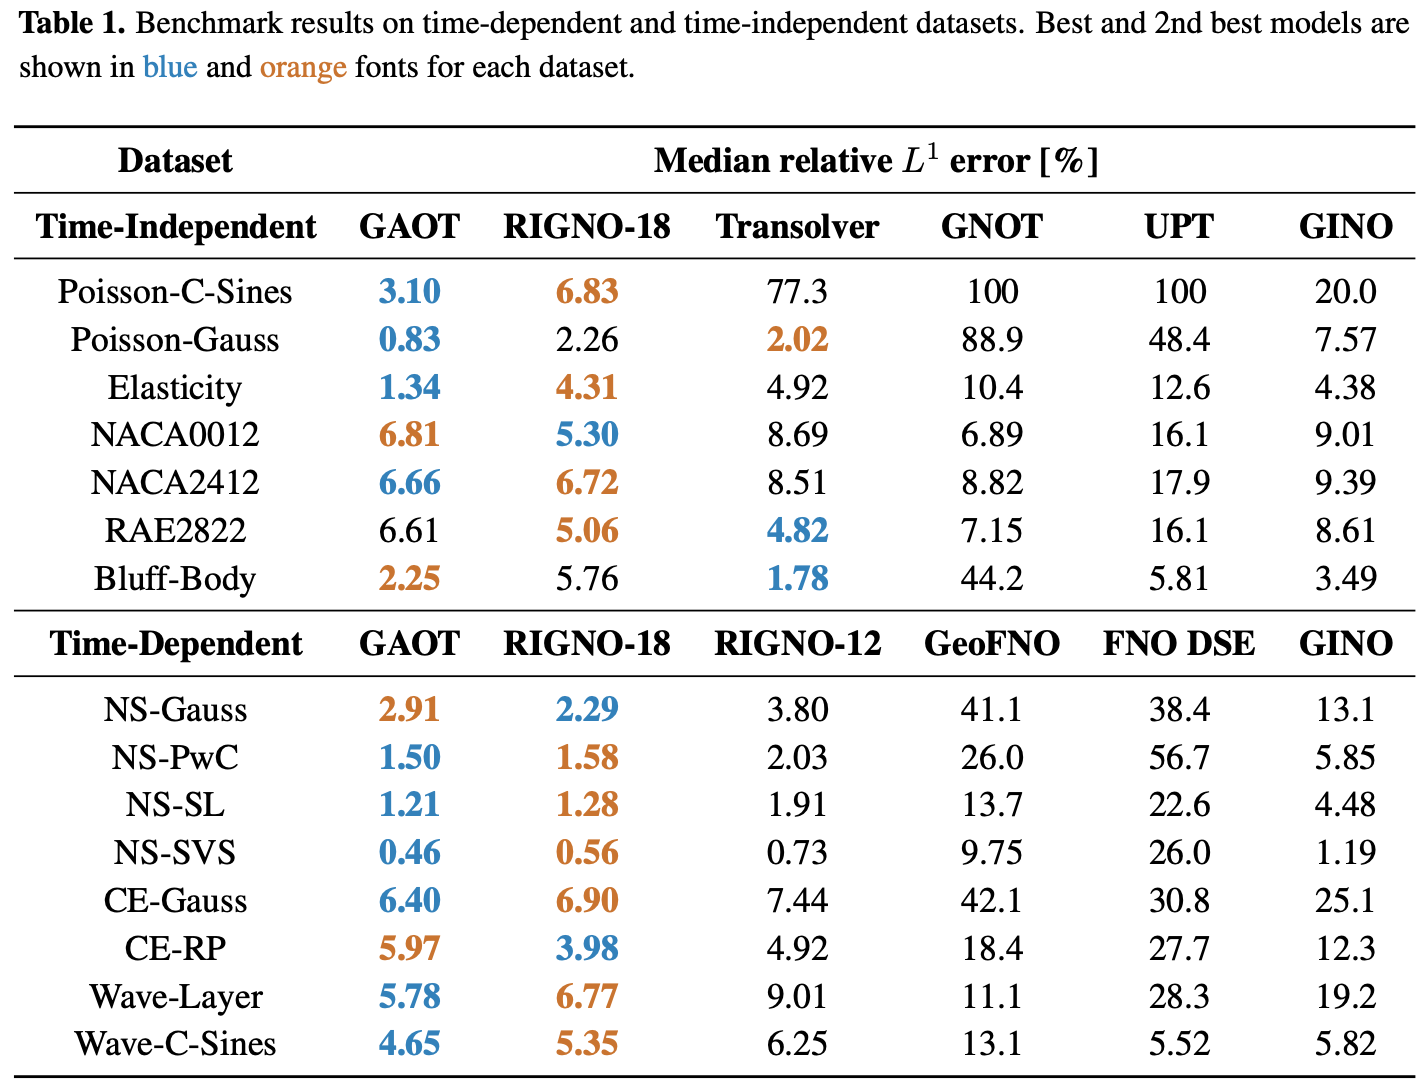 Table 1. Benchmark results on time-dependent and time-independent datasets. Best and 2nd best models are
shown in blue and orange fonts for each dataset.
Dataset Median relative L¹ error [%]
Time-Independent GAOT RIGNO-18 Transolver GNOT UPT GINO
Poisson-C-Sines 3.10 6.83 77.3 100 100 20.0
Poisson-Gauss 0.83 2.26 2.02 88.9 48.4 7.57
Elasticity 1.34 4.31 4.92 10.4 12.6 4.38
NACA0012 6.81 5.30 8.69 6.89 16.1 9.01
NACA2412 6.66 6.72 8.51 8.82 17.9 9.39
RAE2822 6.61 5.06 4.82 7.15 16.1 8.61
Bluff-Body 2.25 5.76 1.78 44.2 5.81 3.49
Time-Dependent GAOT RIGNO-18 RIGNO-12 GeoFNO FNO DSE GINO
NS-Gauss 2.91 2.29 3.80 41.1 38.4 13.1
NS-PwC 1.50 1.58 2.03 26.0 56.7 5.85
NS-SL 1.21 1.28 1.91 13.7 22.6 4.48
NS-SVS 0.46 0.56 0.73 9.75 26.0 1.19
CE-Gauss 6.40 6.90 7.44 42.1 30.8 25.1
CE-RP 5.97 3.98 4.92 18.4 27.7 12.3
Wave-Layer 5.78 6.77 9.01 11.1 28.3 19.2
Wave-C-Sines 4.65 5.35 6.25 13.1 5.52 5.82